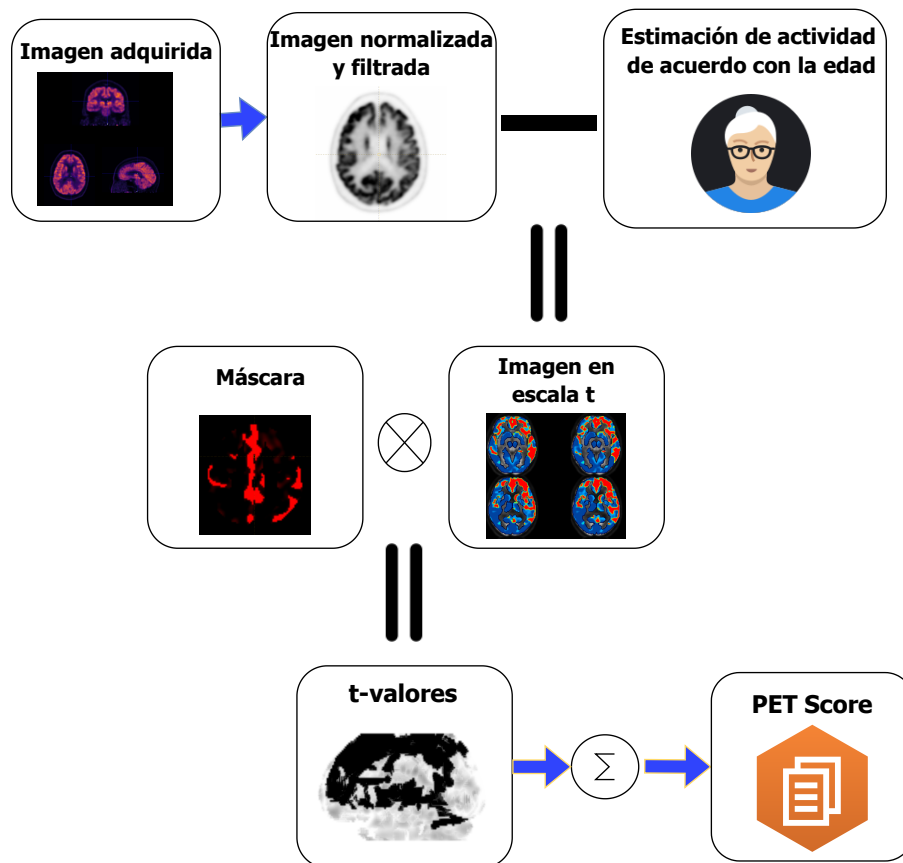 Imagen adquirida
Imagen normalizada
y filtrada
Estimación de actividad
de acuerdo con la edad
Máscara
Imagen en
escala t
t-valores
Σ
PET Score